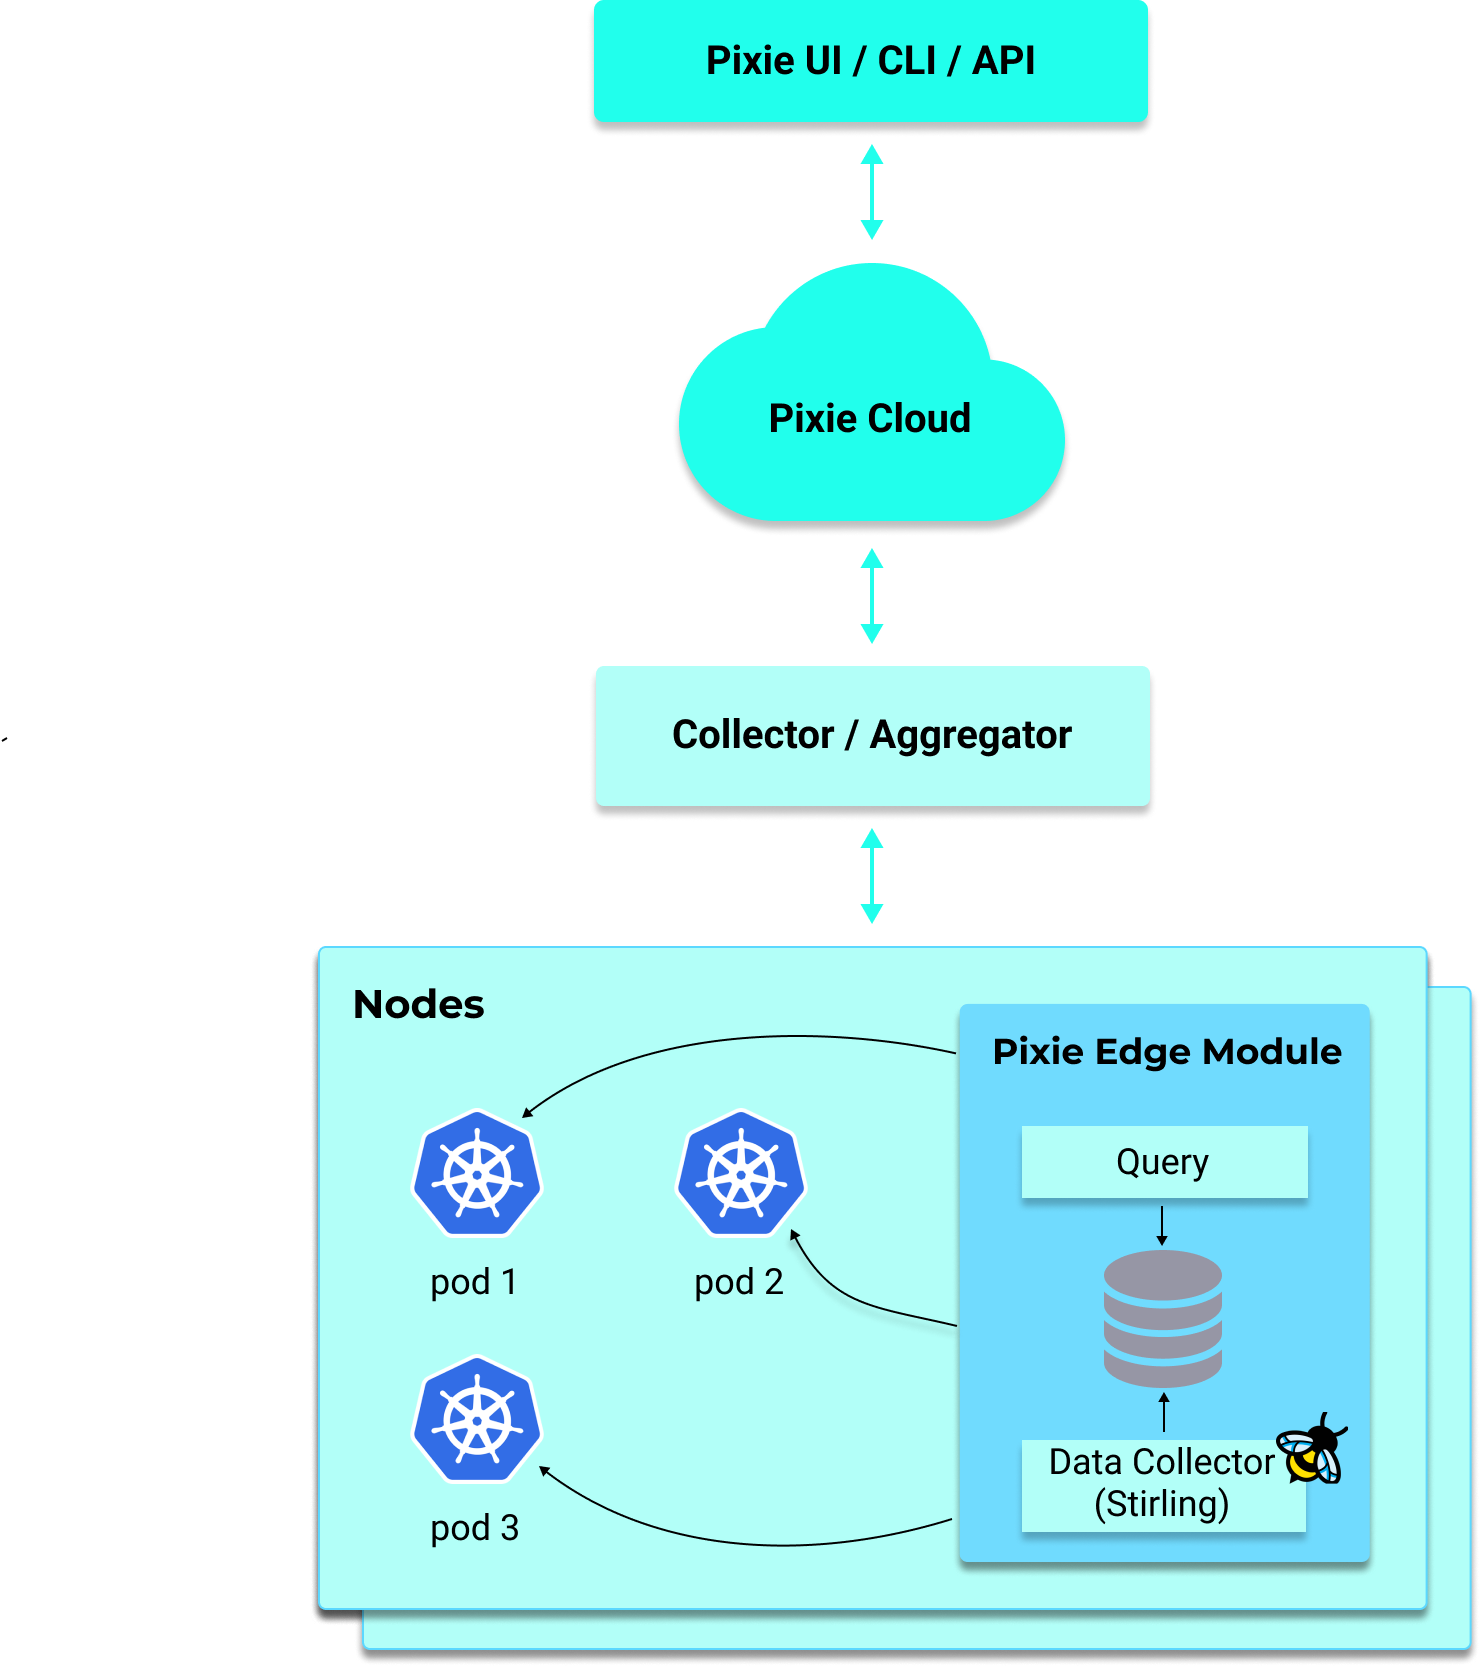 Pixie UI / CLI / API
Pixie Cloud
Collector / Aggregator
Nodes
Pixie Edge Module
Query
pod 1
pod 2
Data Collector
(Stirling)
pod 3